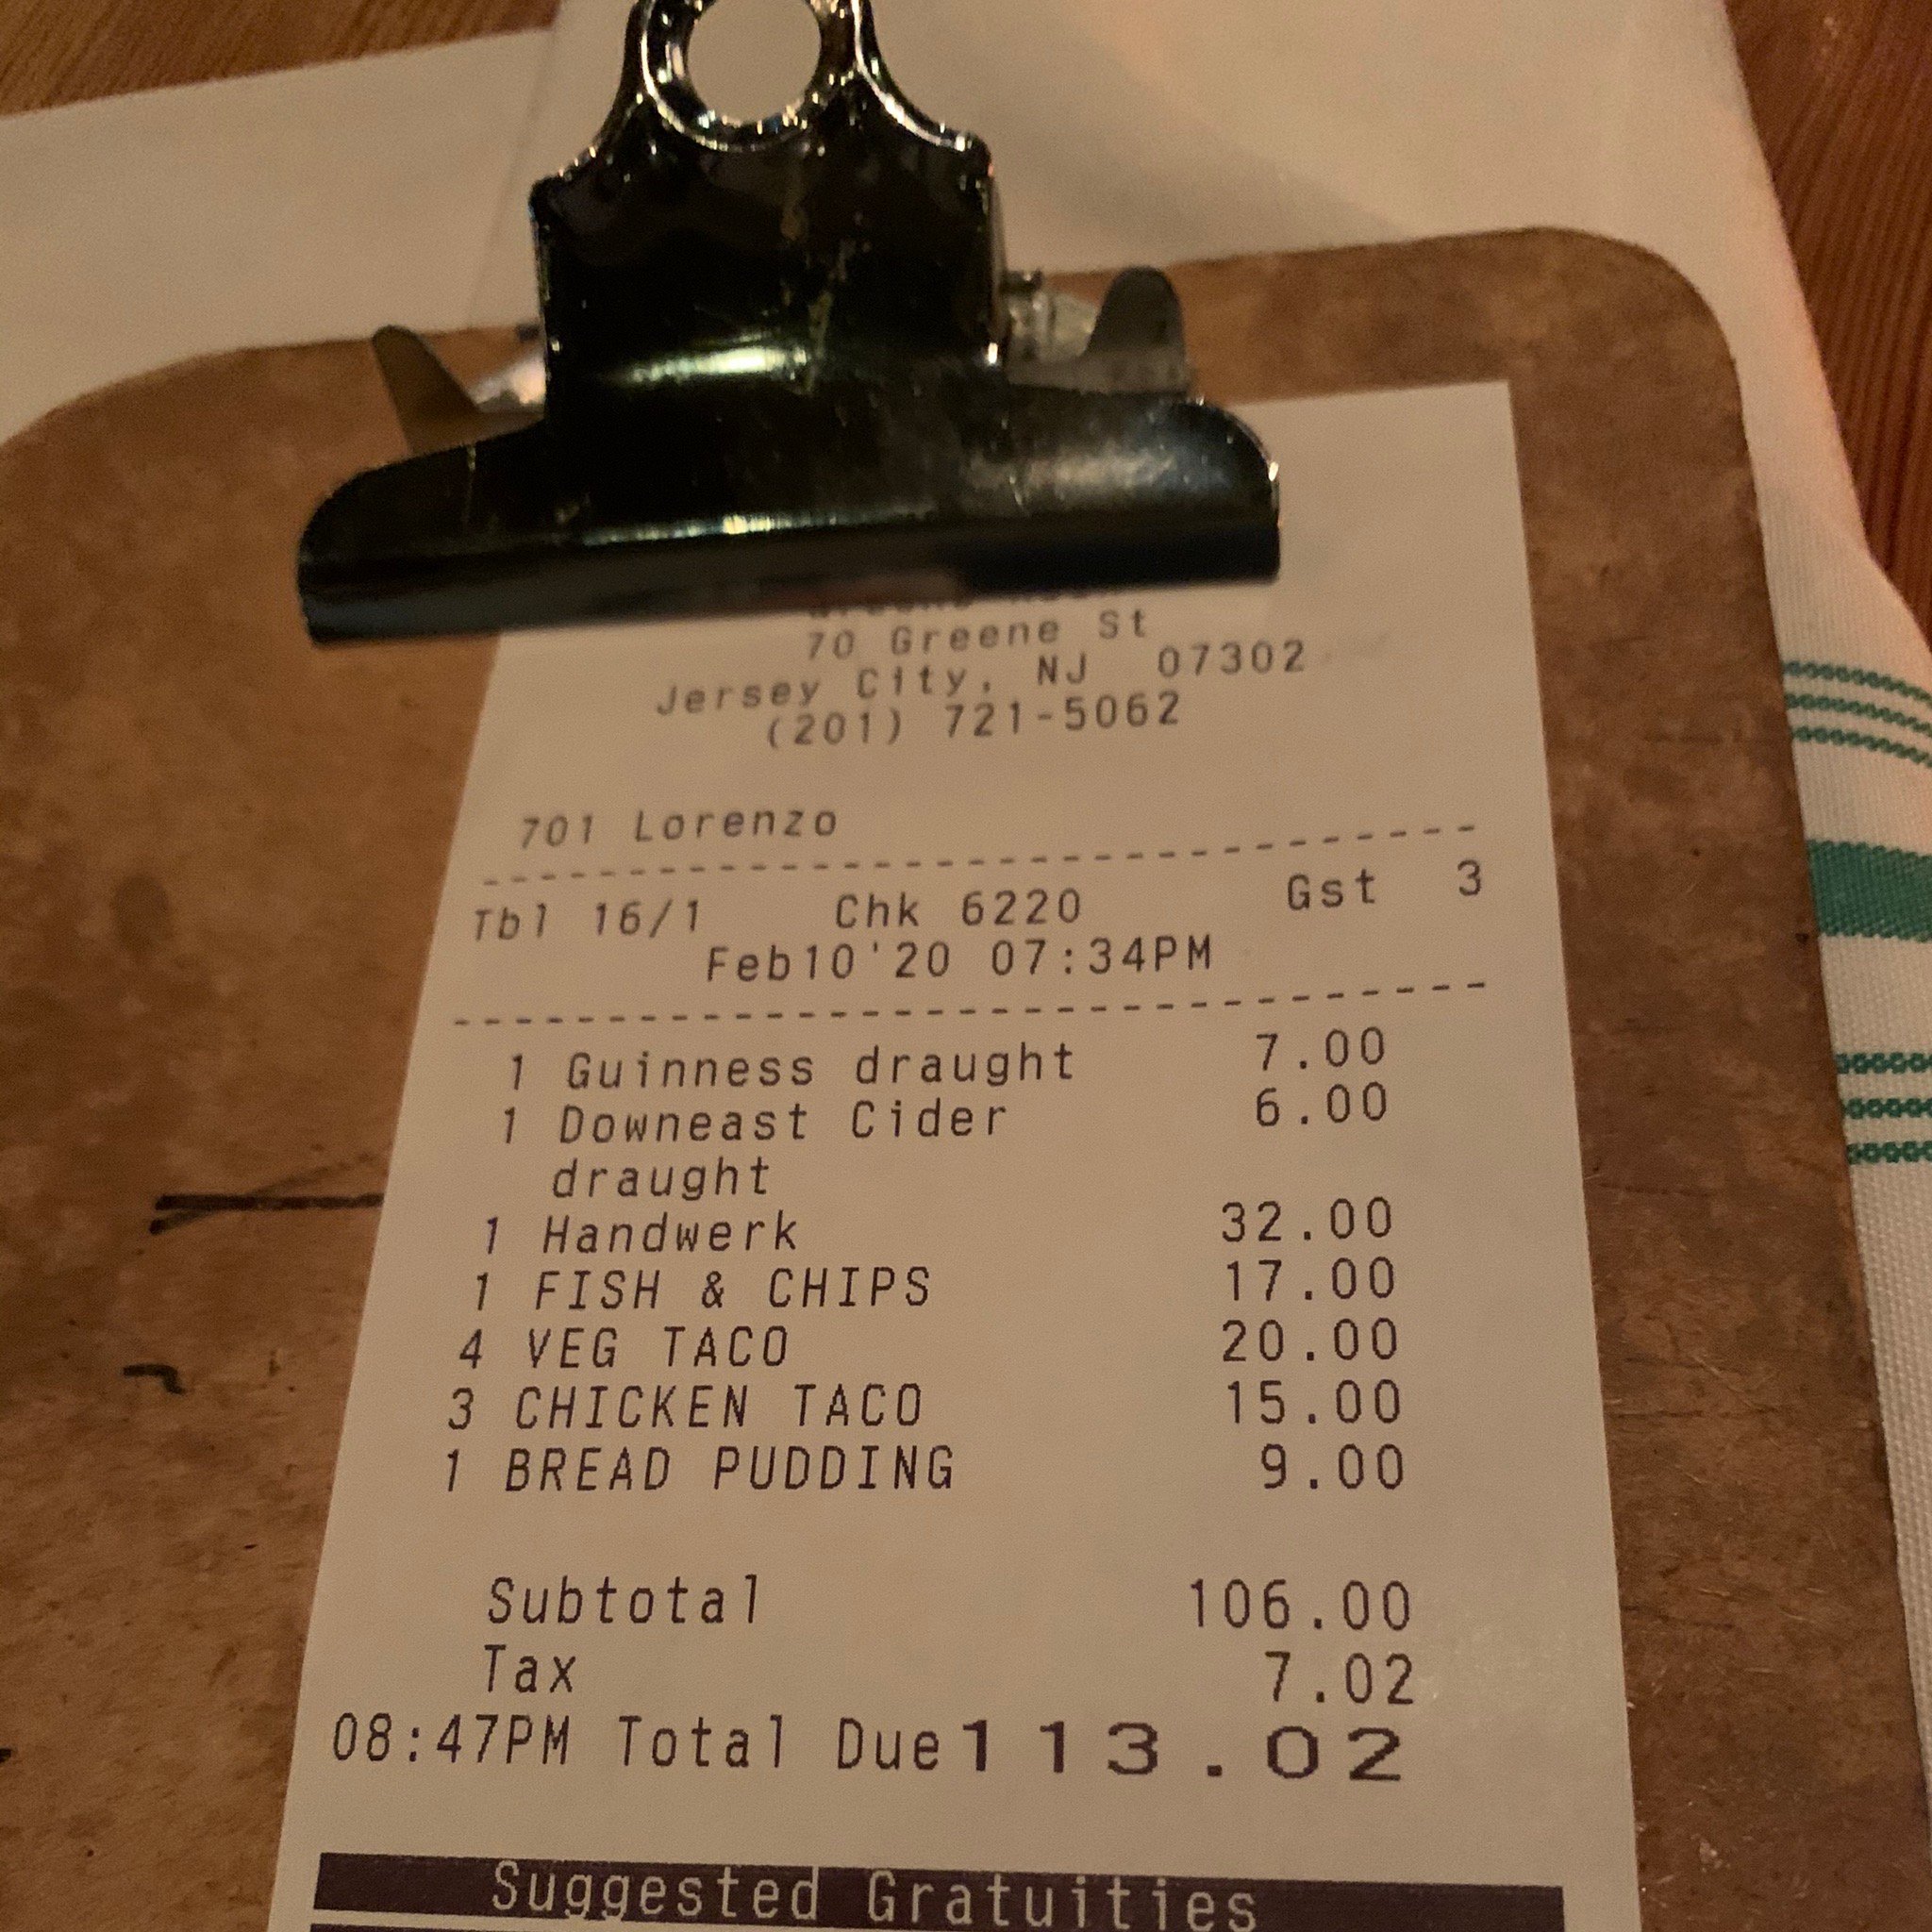 70 Greene St
Jersey City, NJ 07302
(201) 721-5062
701 Lorenzo
Tbl 16/1 Chk 6220 Gst 3
Feb10'20 07:34PM
1 Guinness draught 7.00
1 Downeast Cider 6.00
draught
1 Handwerk 32.00
1 FISH & CHIPS 17.00
4 VEG TACO 20.00
3 CHICKEN TACO 15.00
1 BREAD PUDDING 9.00
Subtotal 106.00
Tax 7.02
08:47PM Total Due 113.02
Suggested Gratuities